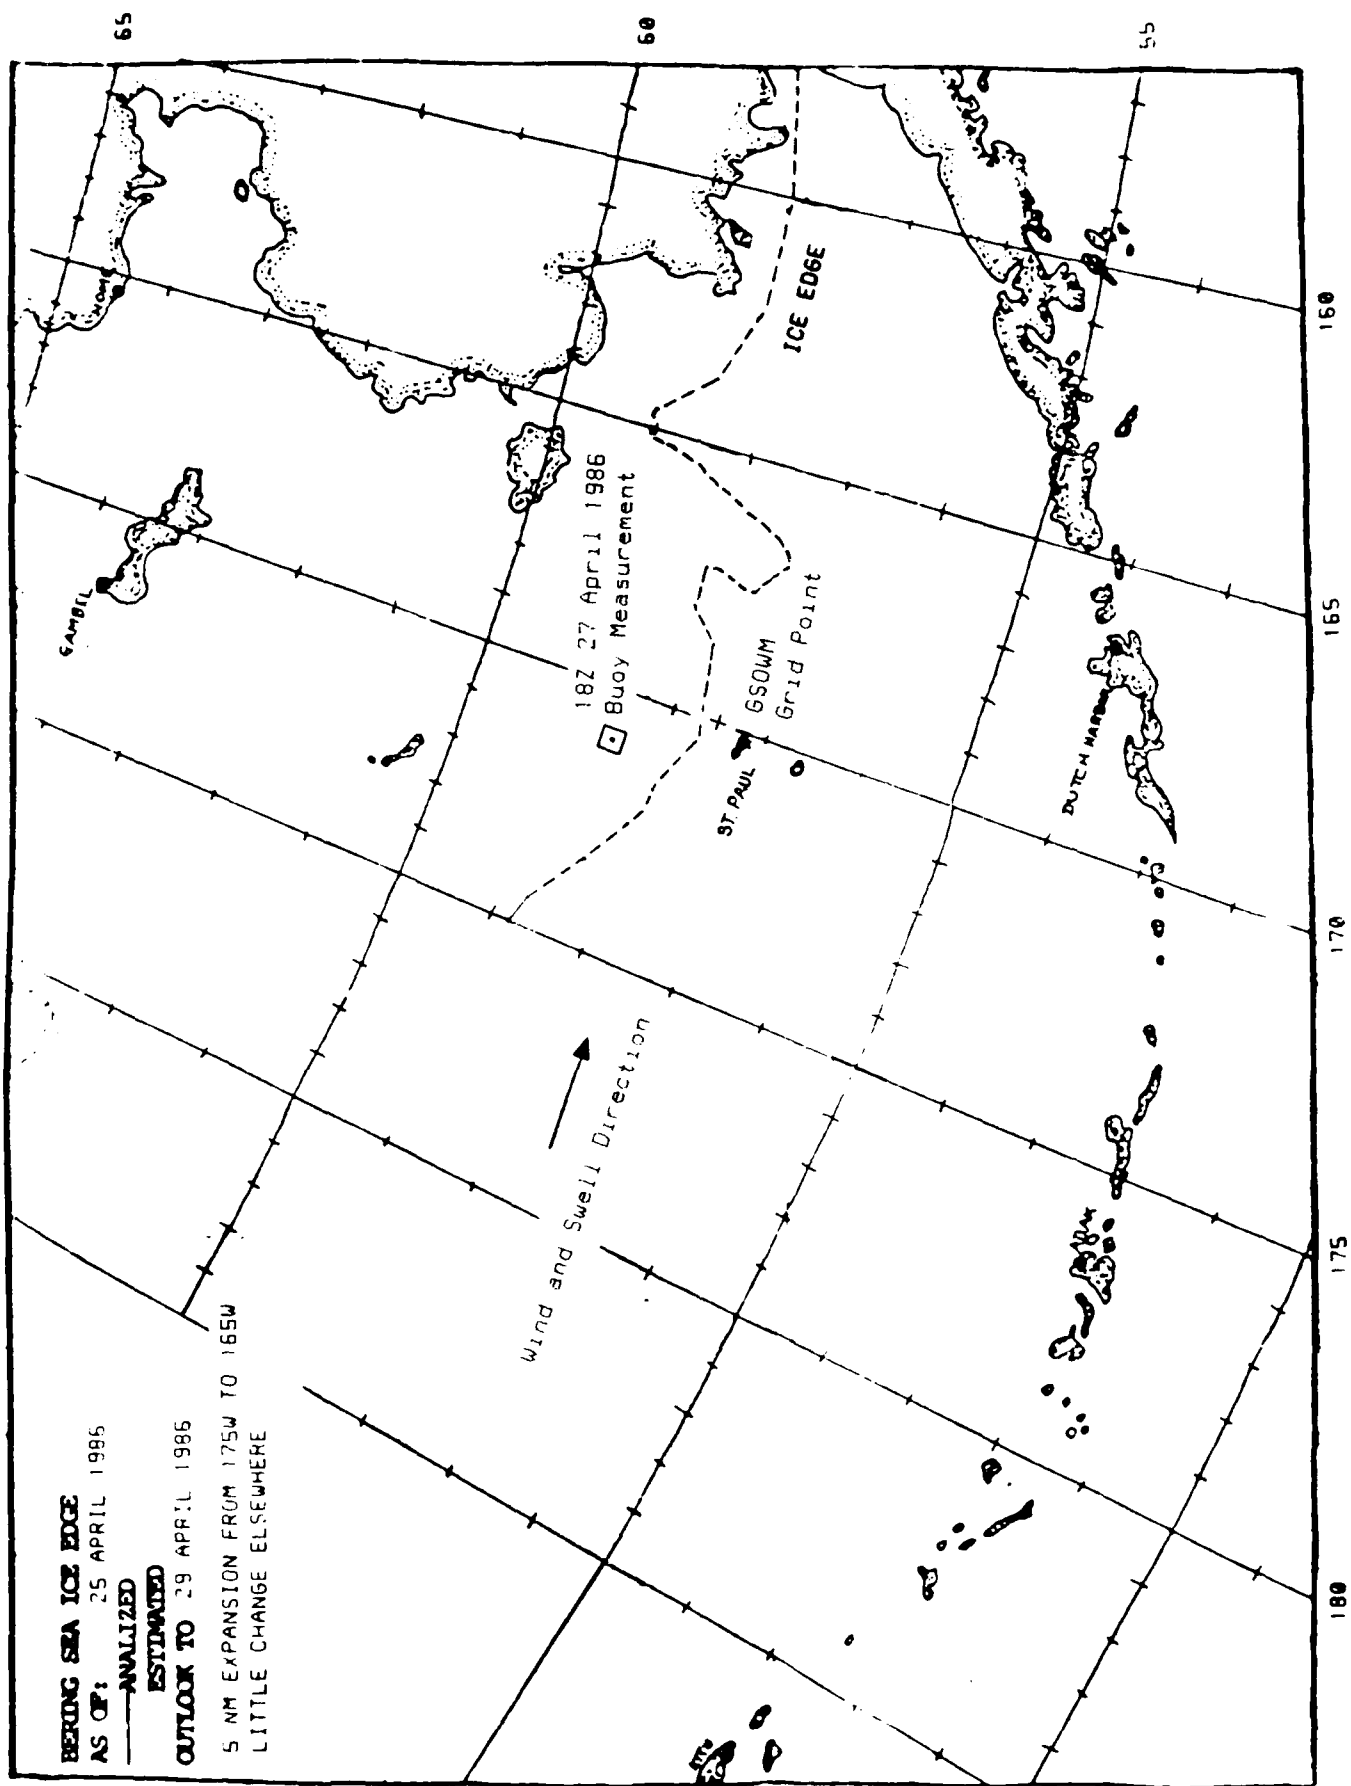 BERING SEA ICE EDGE
AS OF: 25 APRIL 1986
ANALIZED
ESTIMATED
OUTLOOK TO 29 APRIL 1986
5 NM EXPANSION FROM 175W TO 165W
LITTLE CHANGE ELSEWHERE
65
60
55
NOME
GAMBEL
18Z 27 April 1986
Buoy Measurement
ICE EDGE
GSOWM
Grid Point
ST. PAUL
Wind and Swell Direction
DUTCH HARBOR
ADAK
160
165
170
175
180